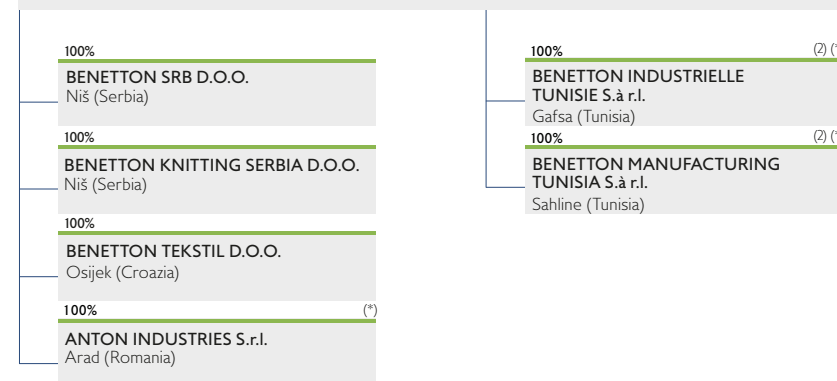 100%
BENETTON SRB D.O.O.
Niš (Serbia)
100%
BENETTON KNITTING SERBIA D.O.O.
Niš (Serbia)
100%
BENETTON TEKSTIL D.O.O.
Osijek (Croazia)
100% (*)
ANTON INDUSTRIES S.r.l.
Arad (Romania)
100% (2) (*
BENETTON INDUSTRIELLE
TUNISIE S.à r.l.
Gafsa (Tunisia)
100% (2) (*
BENETTON MANUFACTURING
TUNISIA S.à r.l.
Sahline (Tunisia)